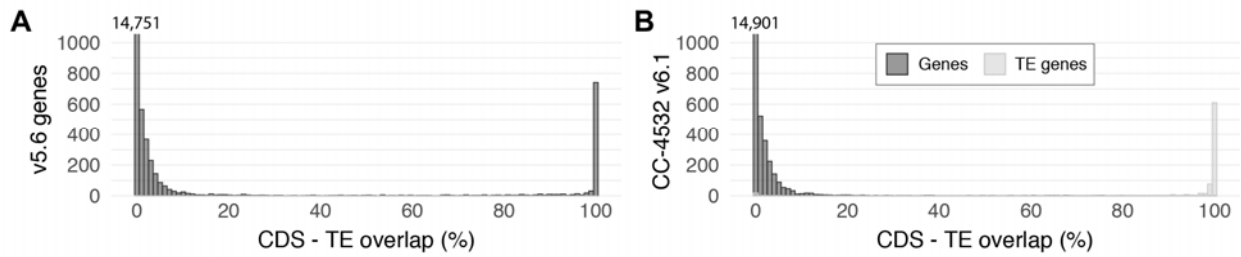 A
14,751
v5.6 genes
1000
800
600
400
200
0
0 20 40 60 80 100
CDS - TE overlap (%)
B
14,901
CC-4532 v6.1
1000
800
600
400
200
0
Genes TE genes
0 20 40 60 80 100
CDS - TE overlap (%)